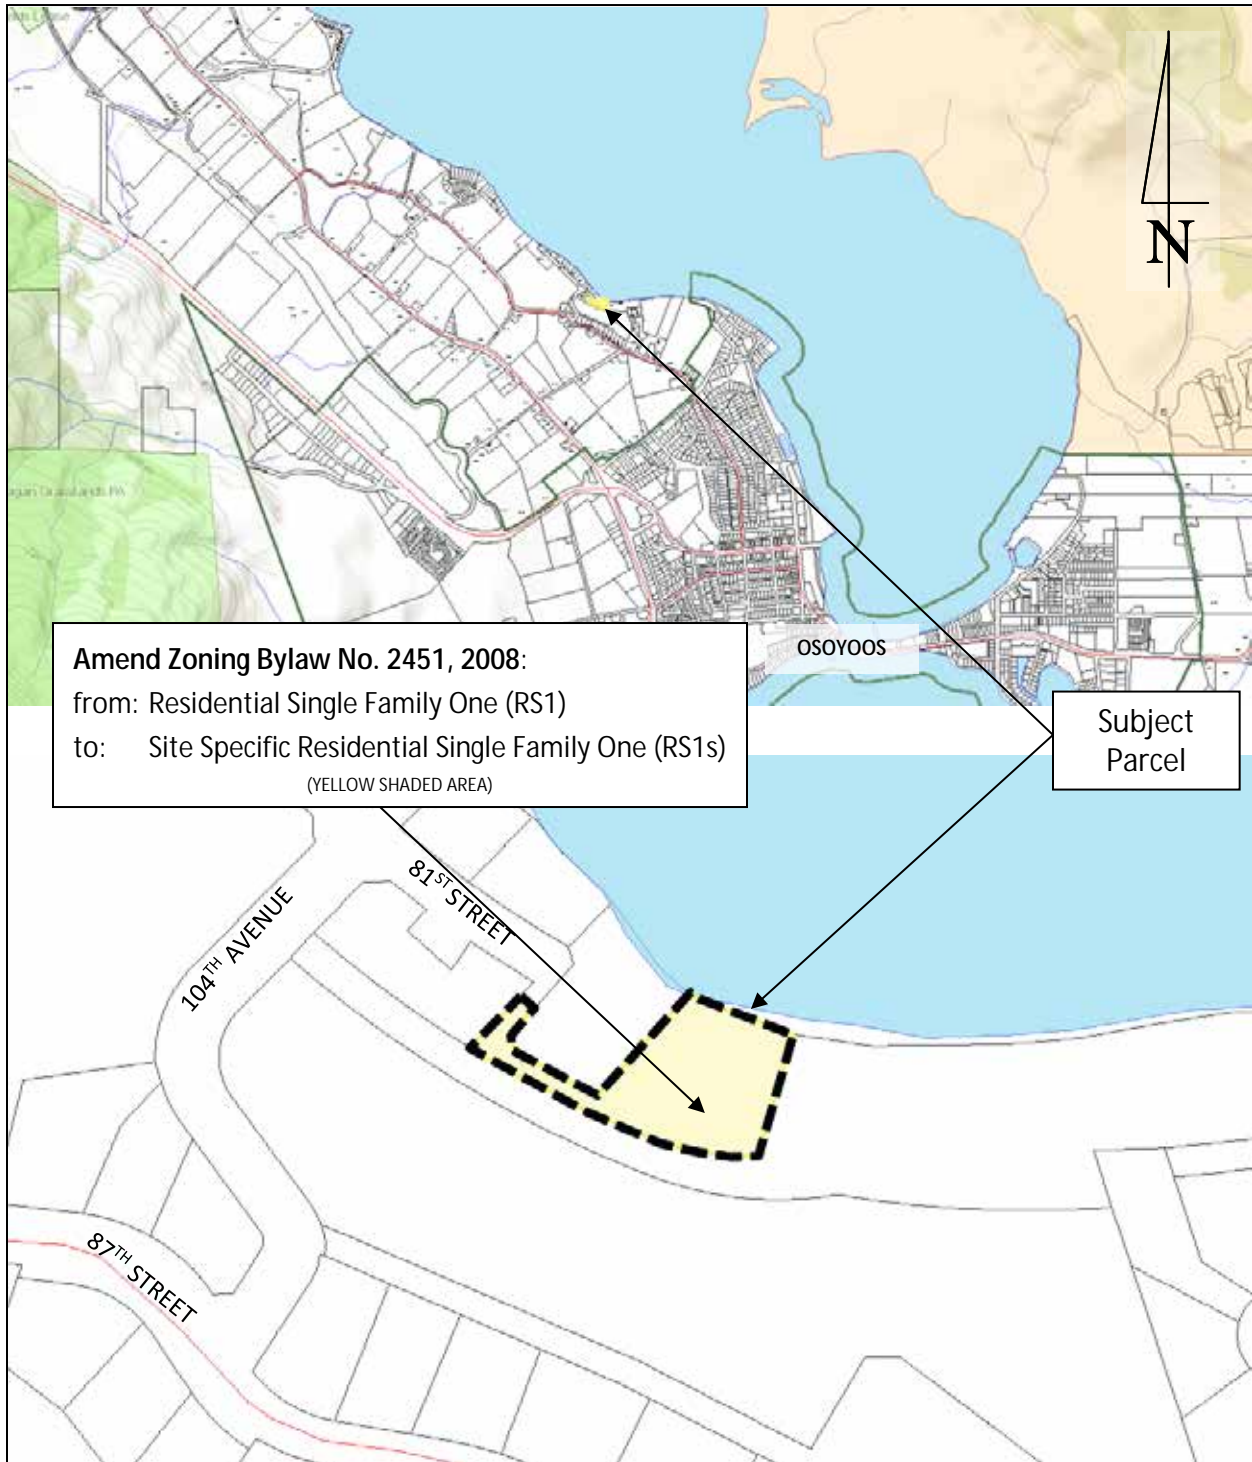 N
OSOYOOS
Amend Zoning Bylaw No. 2451, 2008:
from: Residential Single Family One (RS1)
to: Site Specific Residential Single Family One (RS1s)
(YELLOW SHADED AREA)
Subject
Parcel
81ST STREET
104TH AVENUE
87TH STREET